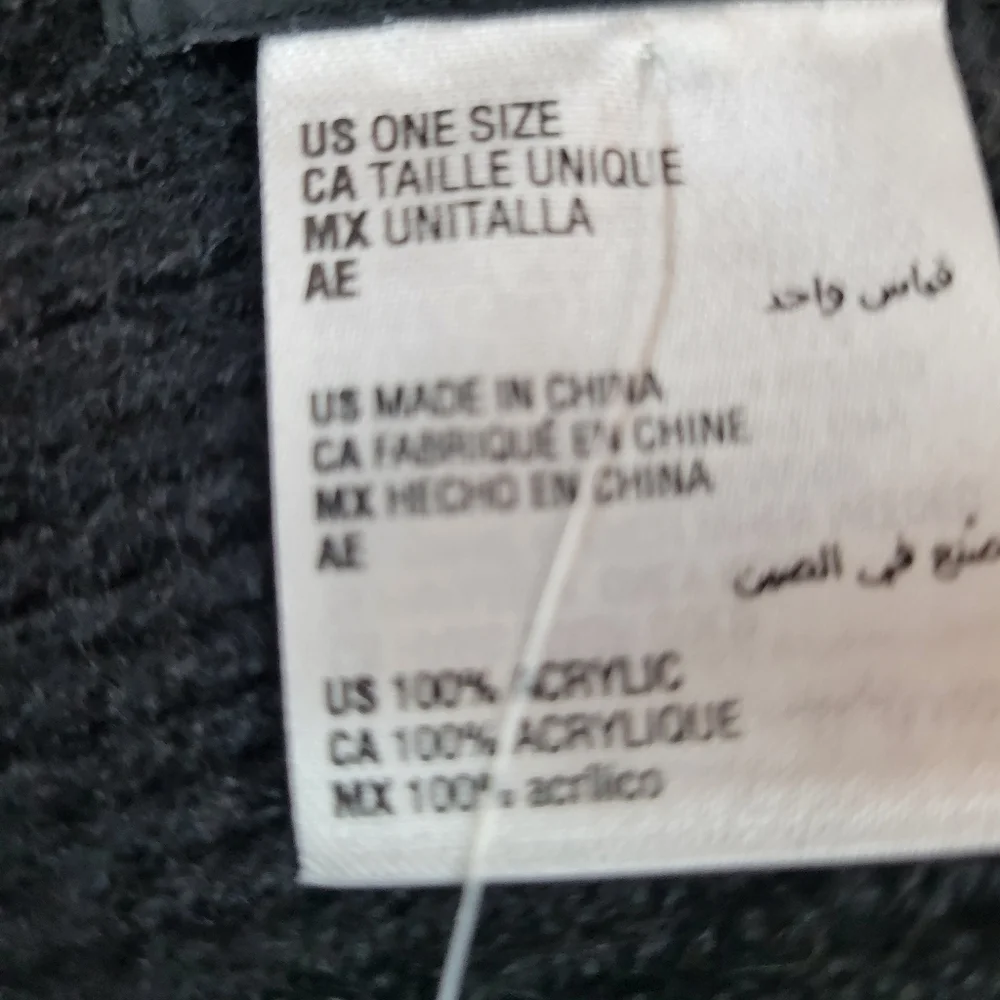 US ONE SIZE
CA TAILLE UNIQUE
MX UNITALLA
AE قياس واحد
US MADE IN CHINA
CA FABRIQUÉ EN CHINE
MX HECHO EN CHINA
AE صنّع في الصين
US 100% ACRYLIC
CA 100% ACRYLIQUE
MX 100% acrílico